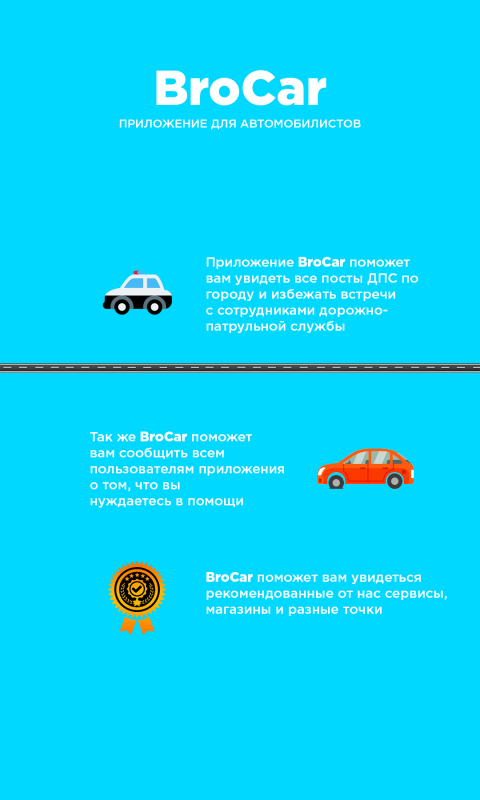 BroCar
ПРИЛОЖЕНИЕ ДЛЯ АВТОМОБИЛИСТОВ
Приложение BroCar поможет
вам увидеть все посты ДПС по
городу и избежать встречи
с сотрудниками дорожно-
патрульной службы
Так же BroCar поможет
вам сообщить всем
пользователям приложения
о том, что вы
нуждаетесь в помощи
BroCar поможет вам увидеться
рекомендованные от нас сервисы,
магазины и разные точки